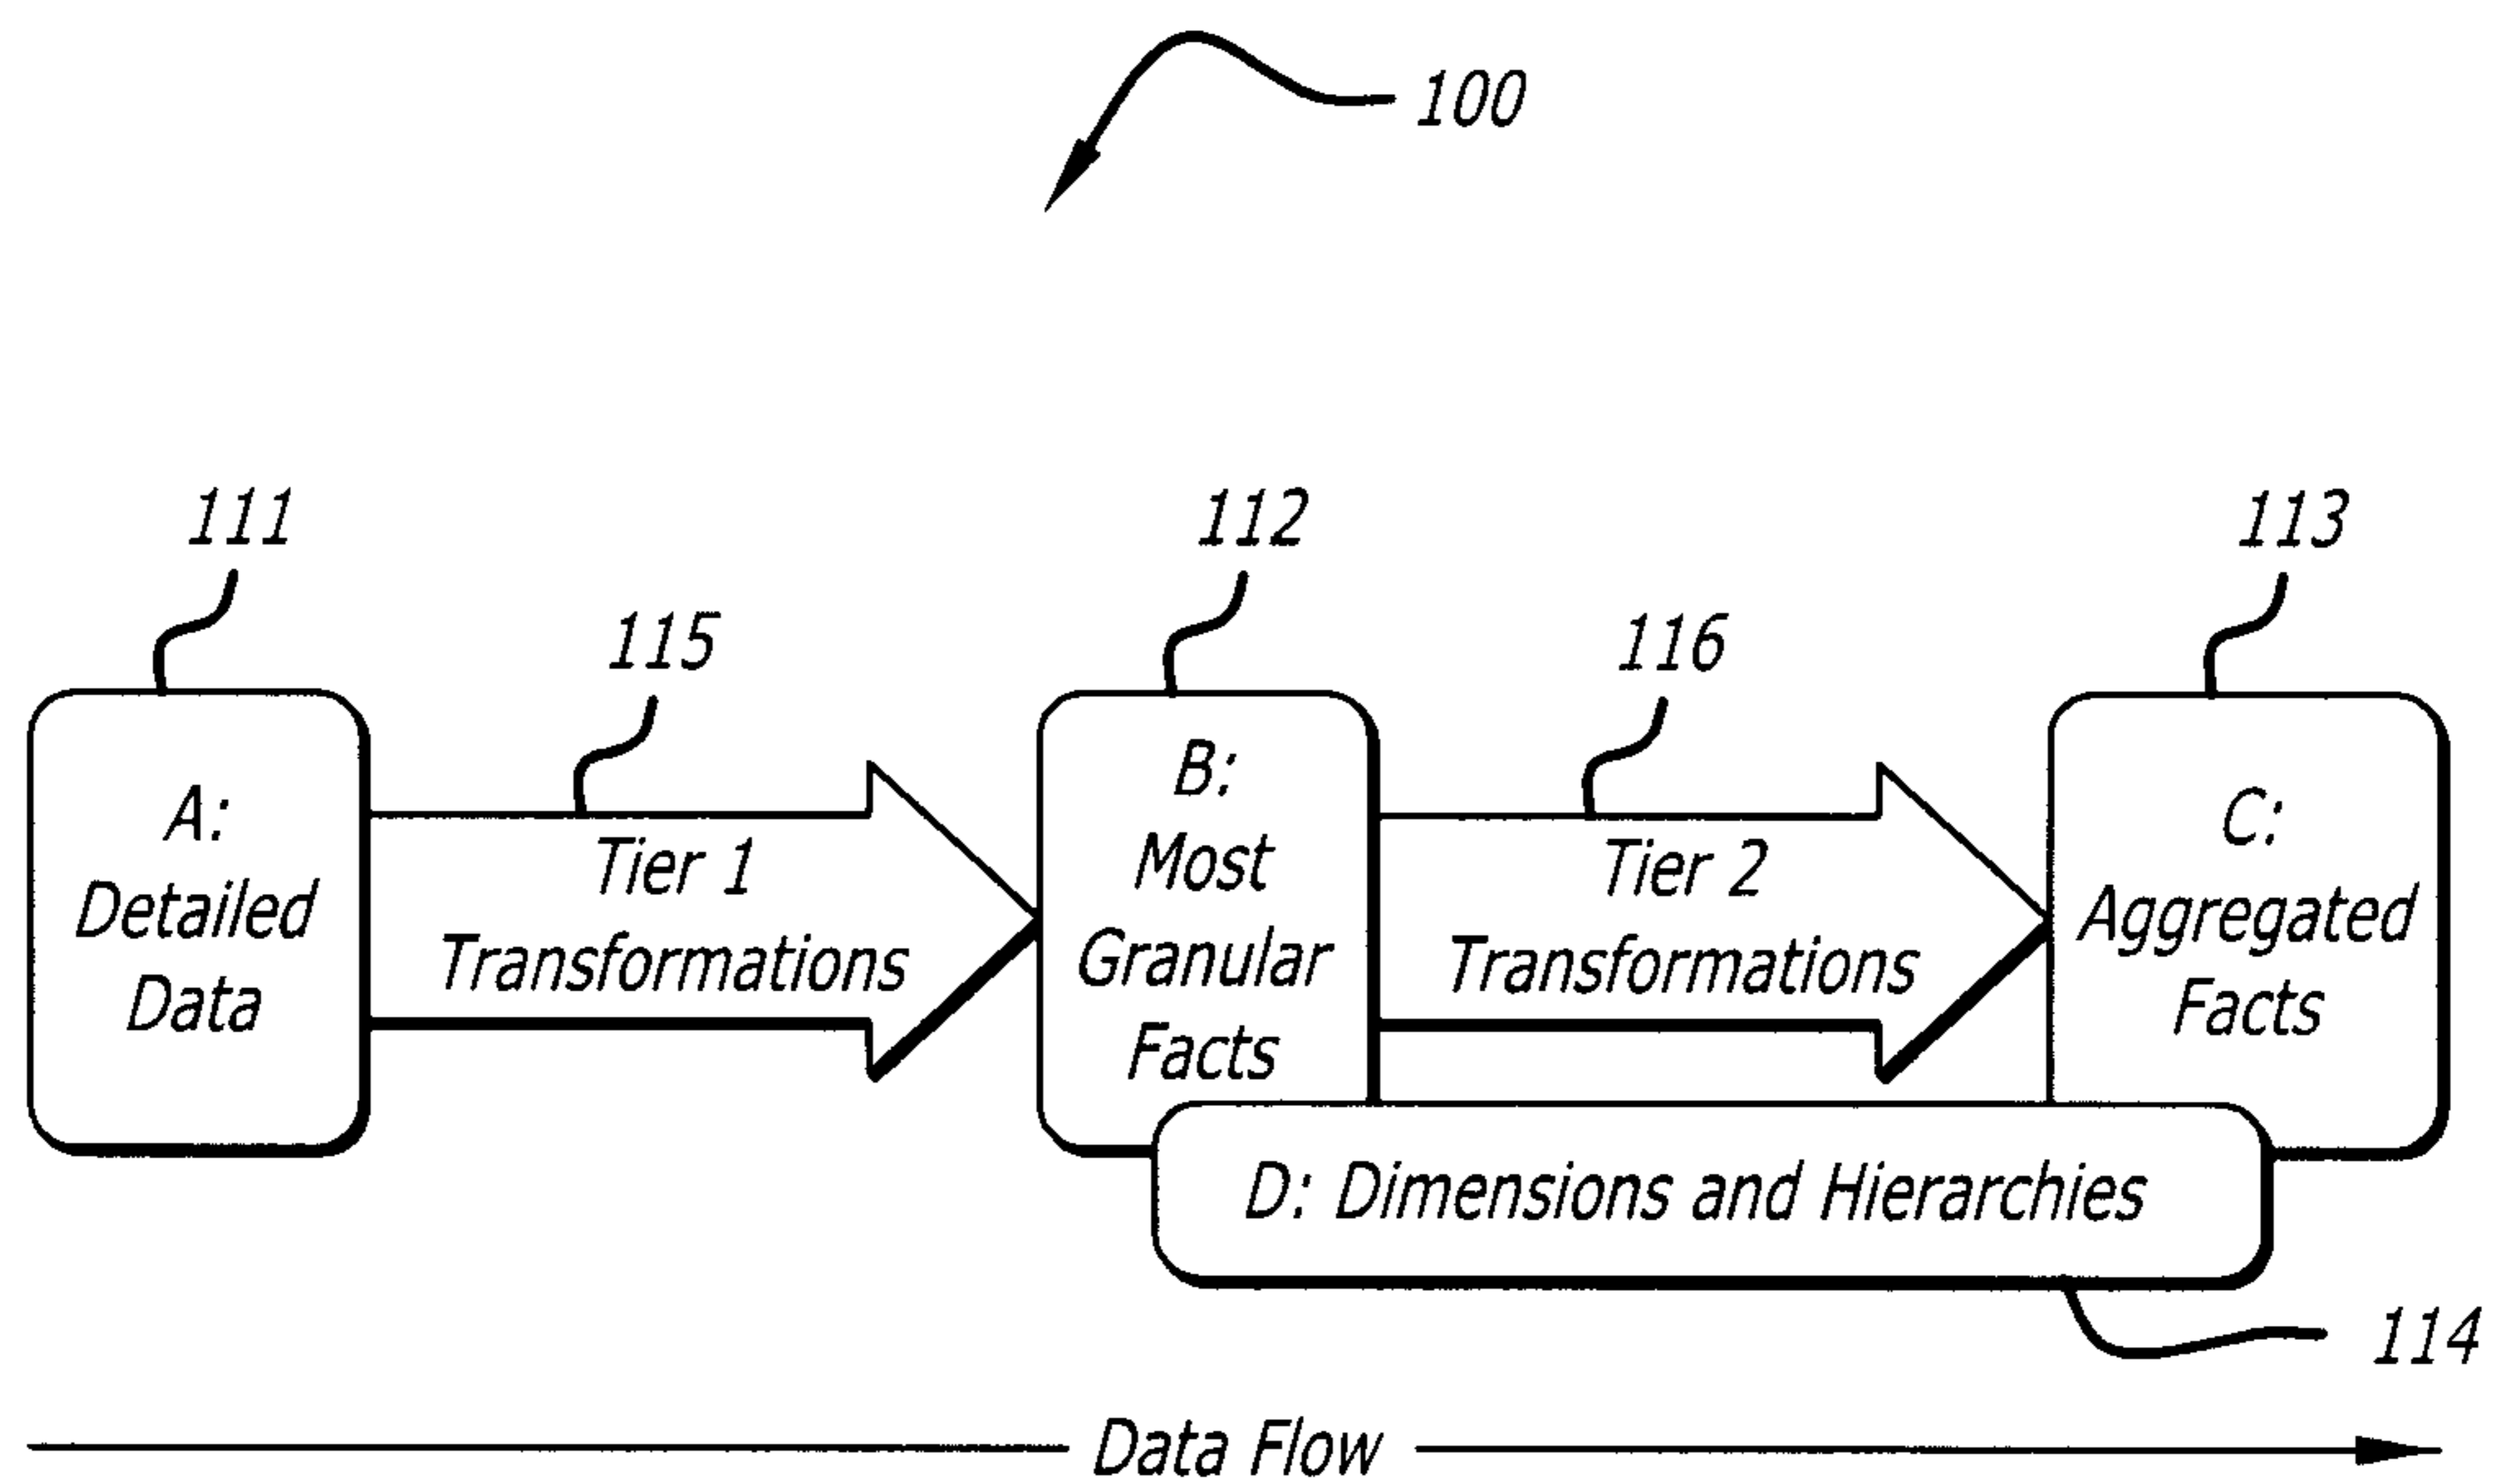 100
111
112
113
115
116
A:
Detailed
Data
Tier 1
Transformations
B:
Most
Granular
Facts
Tier 2
Transformations
C:
Aggregated
Facts
D: Dimensions and Hierarchies
114
Data Flow